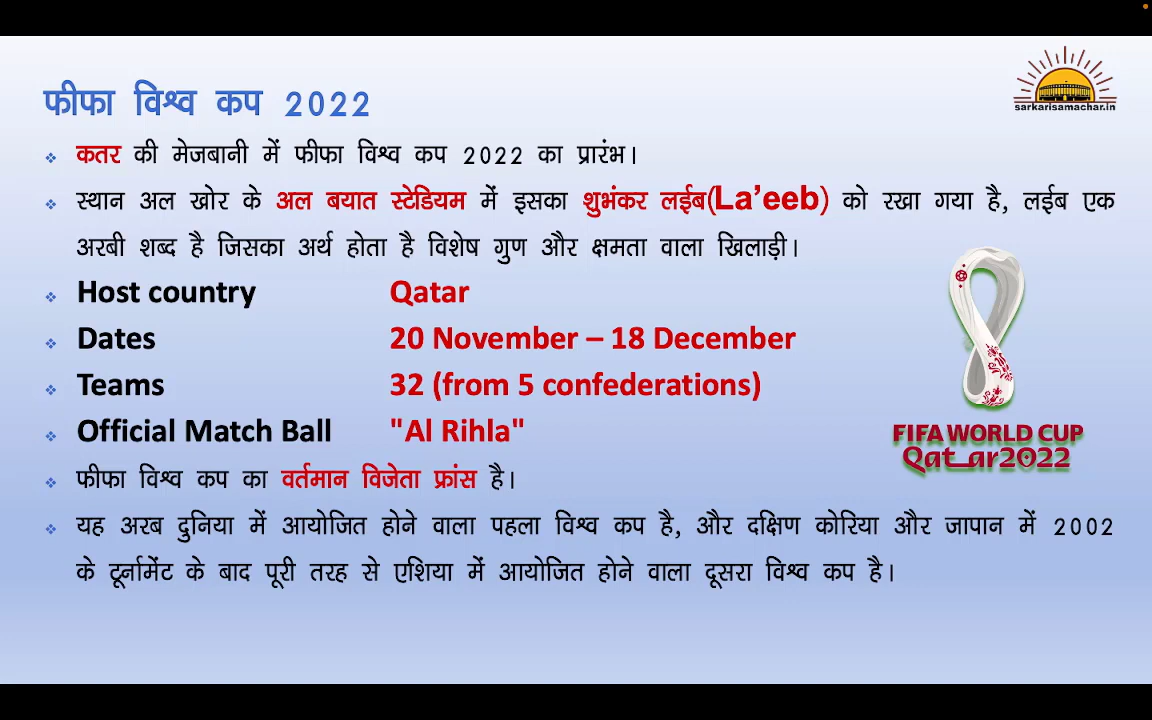 sarkarisamachar.in
फीफा विश्व कप 2022
कतर की मेजबानी में फीफा विश्व कप 2022 का प्रारंभ।
स्थान अल खोर के अल बयात स्टेडियम में इसका शुभंकर लईब(La’eeb) को रखा गया है, लईब एक
अरबी शब्द है जिसका अर्थ होता है विशेष गुण और क्षमता वाला खिलाड़ी।
Host country Qatar
Dates 20 November – 18 December
Teams 32 (from 5 confederations)
Official Match Ball "Al Rihla"
फीफा विश्व कप का वर्तमान विजेता फ्रांस है।
यह अरब दुनिया में आयोजित होने वाला पहला विश्व कप है, और दक्षिण कोरिया और जापान में 2002
के टूर्नामेंट के बाद पूरी तरह से एशिया में आयोजित होने वाला दूसरा विश्व कप है।
FIFA WORLD CUP
Qatar2022